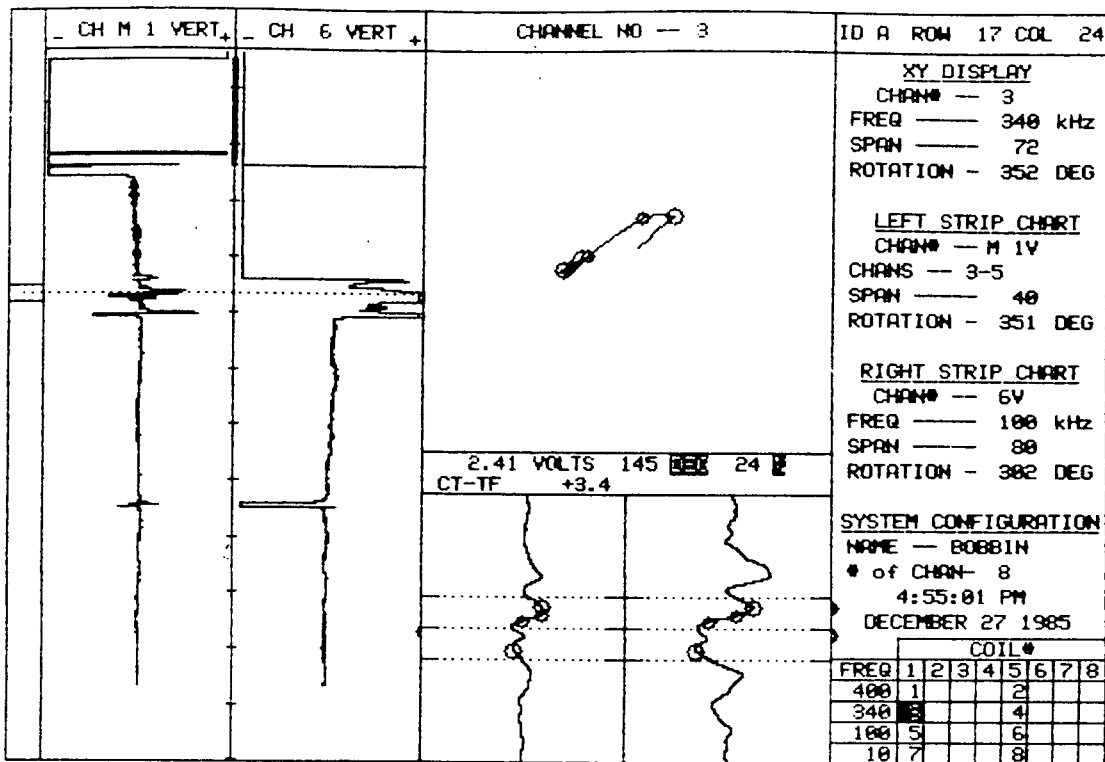 _ CH M 1 VERT +
_ CH 6 VERT +
CHANNEL NO -- 3
2.41 VOLTS 145 DEG 24
CT-TF +3.4
ID A ROW 17 COL 24
XY DISPLAY
CHAN# -- 3
FREQ ---- 340 kHz
SPAN ---- 72
ROTATION - 352 DEG
LEFT STRIP CHART
CHAN# -- M 1V
CHANS -- 3-5
SPAN ---- 40
ROTATION - 351 DEG
RIGHT STRIP CHART
CHAN# -- 6V
FREQ ---- 100 kHz
SPAN ---- 80
ROTATION - 302 DEG
SYSTEM CONFIGURATION
NAME -- BOBBIN
# of CHAN- 8
4:55:01 PM
DECEMBER 27 1985
COIL#
FREQ 1 2 3 4 5 6 7 8
400 1 2
340 3 4
100 5 6
10 7 8